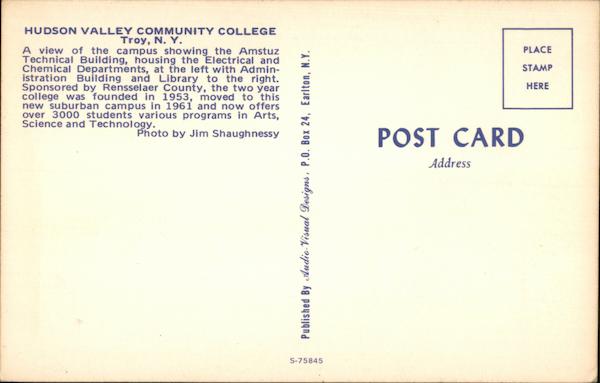 HUDSON VALLEY COMMUNITY COLLEGE
Troy, N. Y.
A view of the campus showing the Amstuz
Technical Building, housing the Electrical and
Chemical Departments, at the left with Admin-
istration Building and Library to the right.
Sponsored by Rensselaer County, the two year
college was founded in 1953, moved to this
new suburban campus in 1961 and now offers
over 3000 students various programs in Arts,
Science and Technology.
Photo by Jim Shaughnessy
Published By Audio-Visual Designs, P.O. Box 24, Earlton, N.Y.
PLACE
STAMP
HERE
POST CARD
Address
S-75845